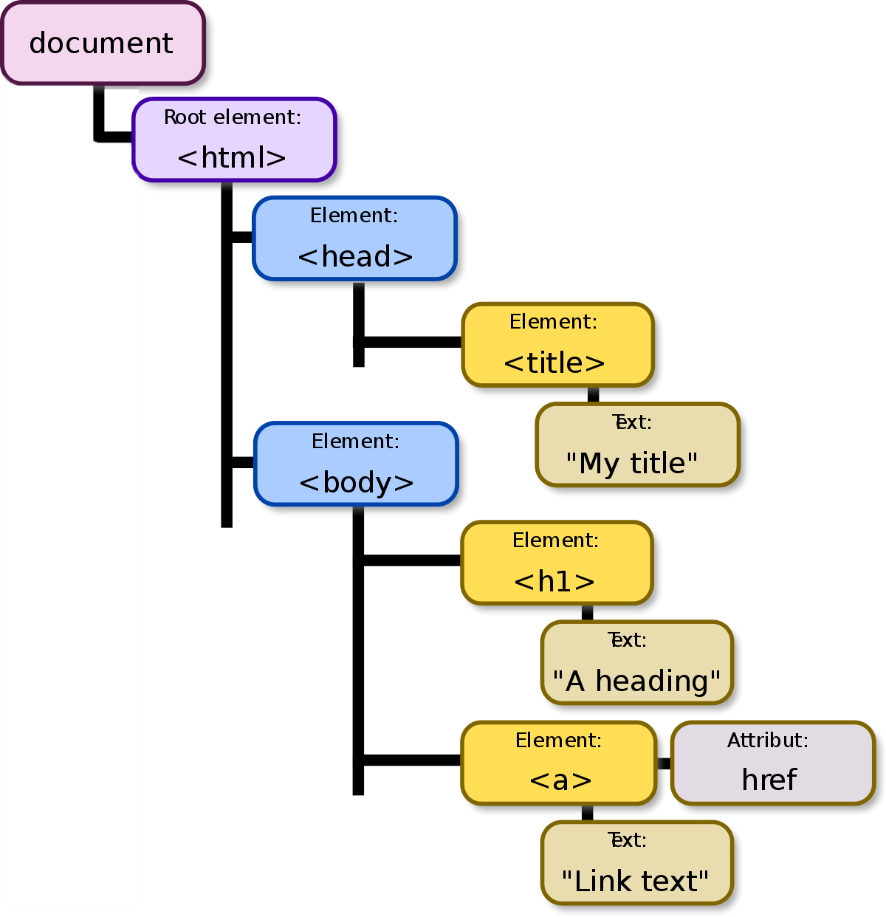 document
Root element:
<html>
Element:
<head>
Element:
<title>
Text:
"My title"
Element:
<body>
Element:
<h1>
Text:
"A heading"
Element:
<a>
Attribut:
href
Text:
"Link text"